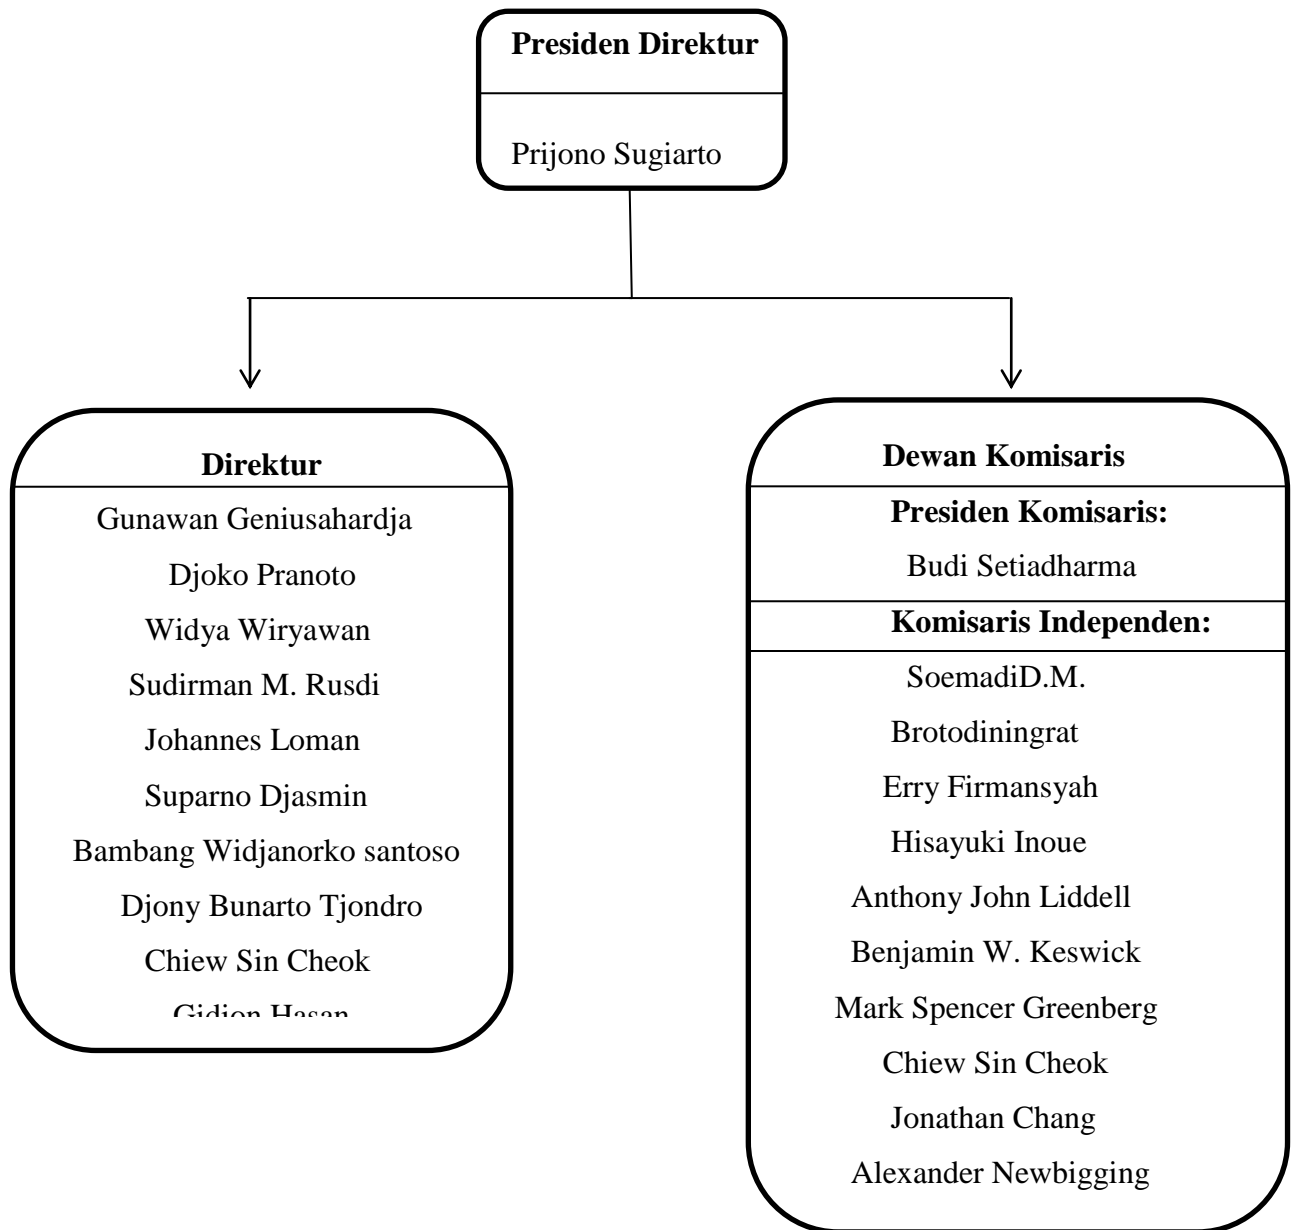 Presiden Direktur
Prijono Sugiarto
Direktur
Gunawan Geniusahardja
Djoko Pranoto
Widya Wiryawan
Sudirman M. Rusdi
Johannes Loman
Suparno Djasmin
Bambang Widjanorko santoso
Djony Bunarto Tjondro
Chiew Sin Cheok
Gidion Hasan
Dewan Komisaris
Presiden Komisaris:
Budi Setiadharma
Komisaris Independen:
SoemadiD.M.
Brotodiningrat
Erry Firmansyah
Hisayuki Inoue
Anthony John Liddell
Benjamin W. Keswick
Mark Spencer Greenberg
Chiew Sin Cheok
Jonathan Chang
Alexander Newbigging